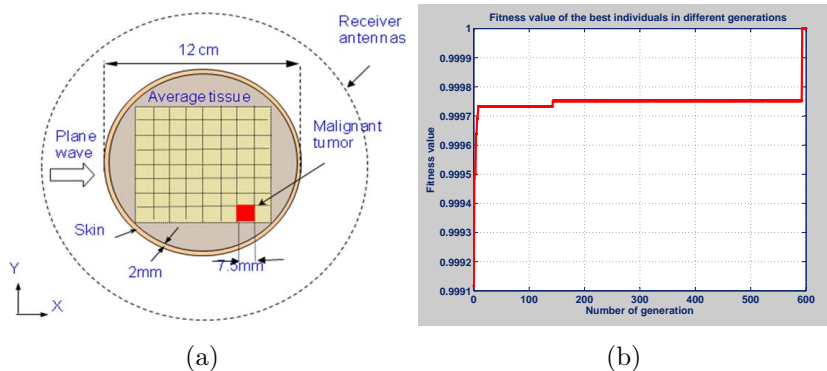 Receiver
antennas
12 cm
Average tissue
Malignant
tumor
Plane
wave
Skin
2mm
7.5mm
Y
X
(a)
Fitness value of the best individuals in different generations
Fitness value
1
0.9999
0.9998
0.9997
0.9996
0.9995
0.9994
0.9993
0.9992
0.9991
0 100 200 300 400 500 600
Number of generation
(b)